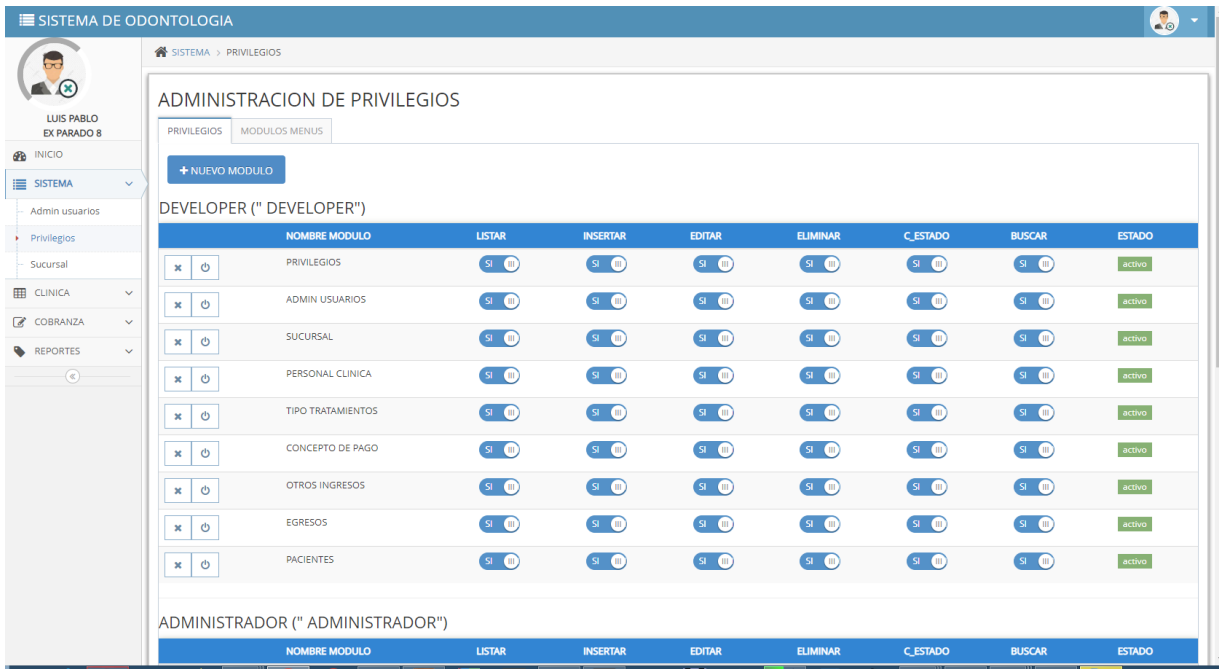 SISTEMA DE ODONTOLOGIA
LUIS PABLO
EX PARADO 8
INICIO
SISTEMA
Admin usuarios
Privilegios
Sucursal
CLINICA
COBRANZA
REPORTES
SISTEMA > PRIVILEGIOS
ADMINISTRACION DE PRIVILEGIOS
PRIVILEGIOS MODULOS MENUS
+ NUEVO MODULO
DEVELOPER (" DEVELOPER")
NOMBRE MODULO LISTAR INSERTAR EDITAR ELIMINAR C_ESTADO BUSCAR ESTADO
PRIVILEGIOS SI SI SI SI SI SI activo
ADMIN USUARIOS SI SI SI SI SI SI activo
SUCURSAL SI SI SI SI SI SI activo
PERSONAL CLINICA SI SI SI SI SI SI activo
TIPO TRATAMIENTOS SI SI SI SI SI SI activo
CONCEPTO DE PAGO SI SI SI SI SI SI activo
OTROS INGRESOS SI SI SI SI SI SI activo
EGRESOS SI SI SI SI SI SI activo
PACIENTES SI SI SI SI SI SI activo
ADMINISTRADOR (" ADMINISTRADOR")
NOMBRE MODULO LISTAR INSERTAR EDITAR ELIMINAR C_ESTADO BUSCAR ESTADO